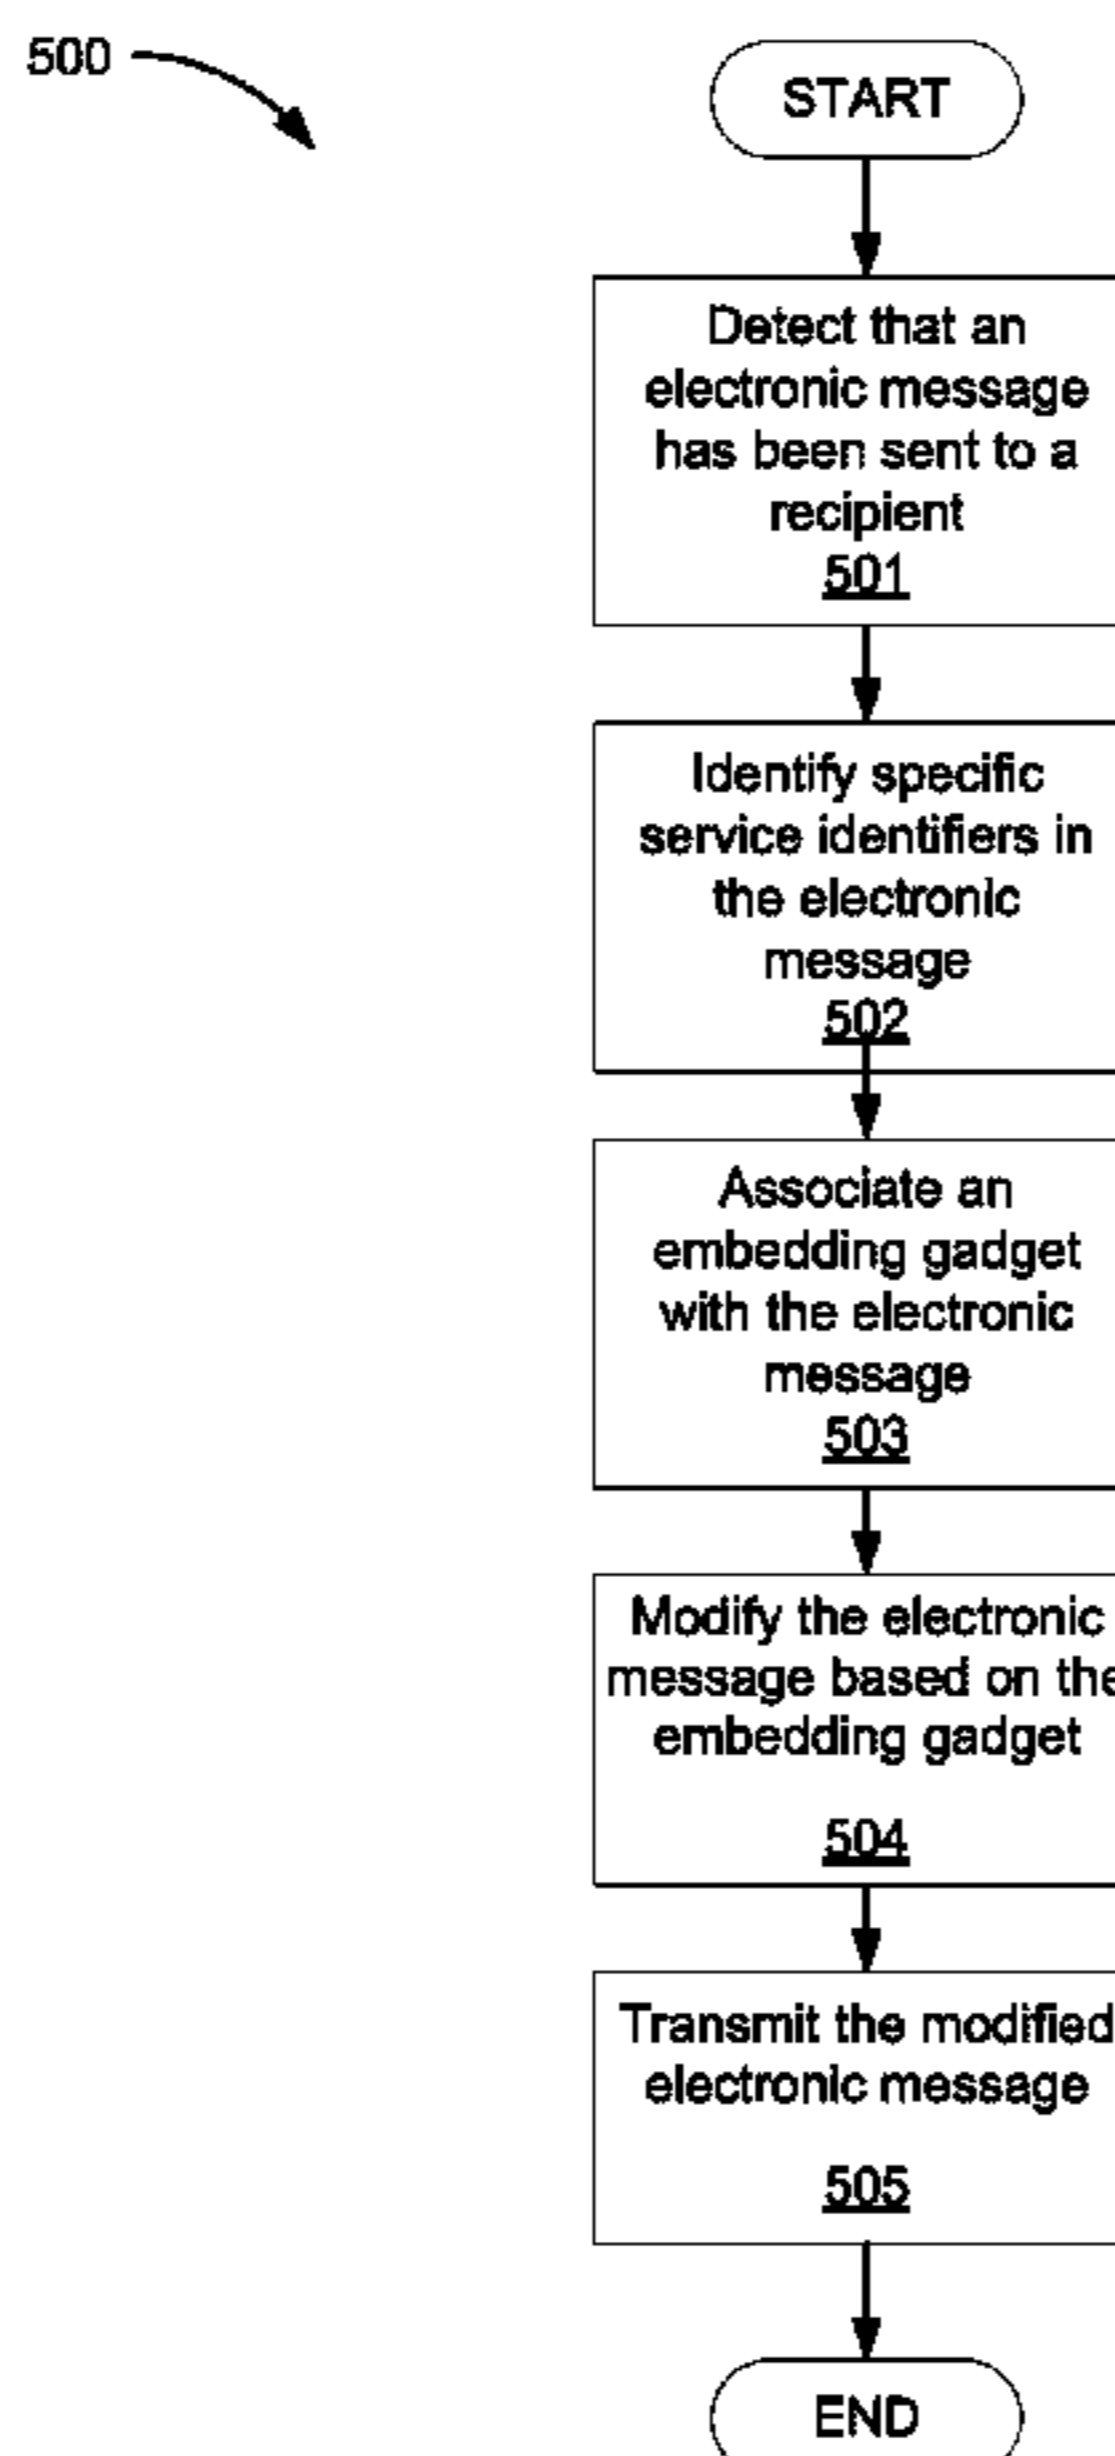 500
START
Detect that an
electronic message
has been sent to a
recipient
501
Identify specific
service identifiers in
the electronic
message
502
Associate an
embedding gadget
with the electronic
message
503
Modify the electronic
message based on the
embedding gadget
504
Transmit the modified
electronic message
505
END